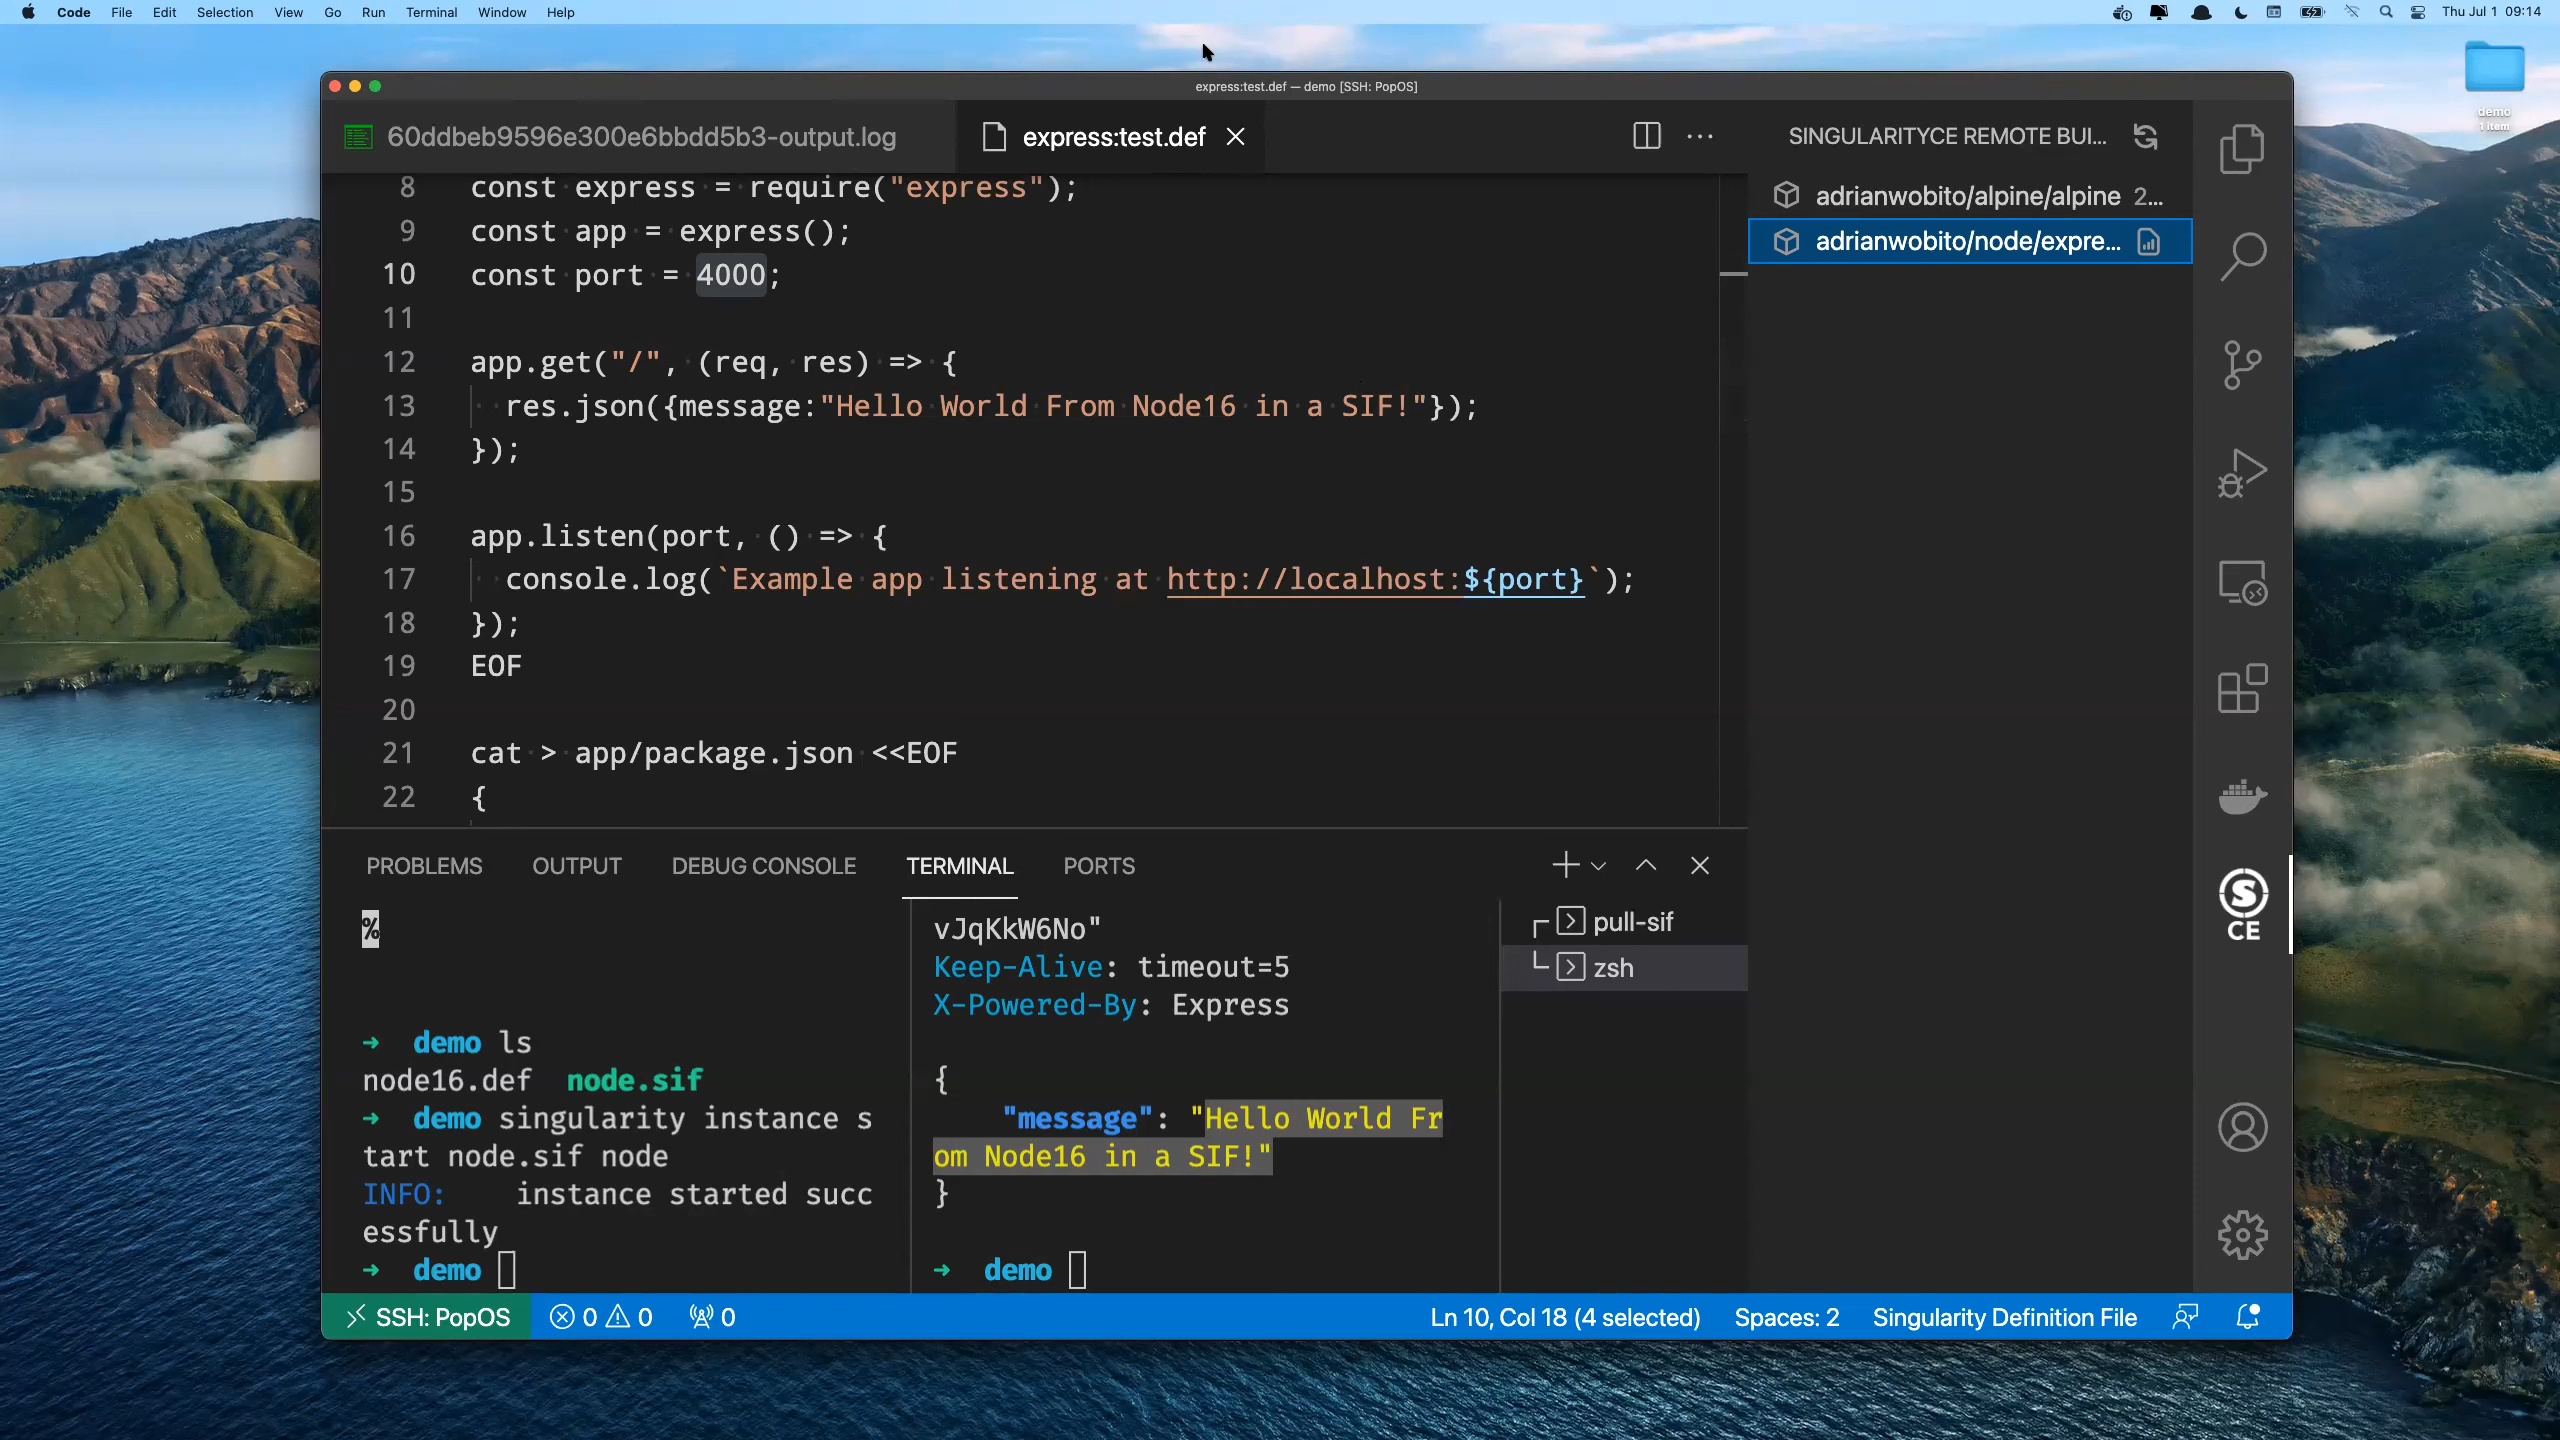 Code File Edit Selection View Go Run Terminal Window Help
Thu Jul 1 09:14
demo
1 item
express:test.def — demo [SSH: PopOS]
60ddbeb9596e300e6bbdd5b3-output.log
express:test.def
SINGULARITYCE REMOTE BUI...
adrianwobito/alpine/alpine 2...
adrianwobito/node/expre...
8 const express = require("express");
9 const app = express();
10 const port = 4000;
11
12 app.get("/", (req, res) => {
13 res.json({message:"Hello World From Node16 in a SIF!"});
14 });
15
16 app.listen(port, () => {
17 console.log(`Example app listening at http://localhost:${port}`);
18 });
19 EOF
20
21 cat > app/package.json <<EOF
22 {
S
CE
PROBLEMS OUTPUT DEBUG CONSOLE TERMINAL PORTS
%
➜ demo ls
node16.def node.sif
➜ demo singularity instance s
tart node.sif node
INFO: instance started succ
essfully
➜ demo
vJqKkW6No"
Keep-Alive: timeout=5
X-Powered-By: Express
{
"message": "Hello World Fr
om Node16 in a SIF!"
}
➜ demo
pull-sif
zsh
SSH: PopOS 0 0 0 Ln 10, Col 18 (4 selected) Spaces: 2 Singularity Definition File